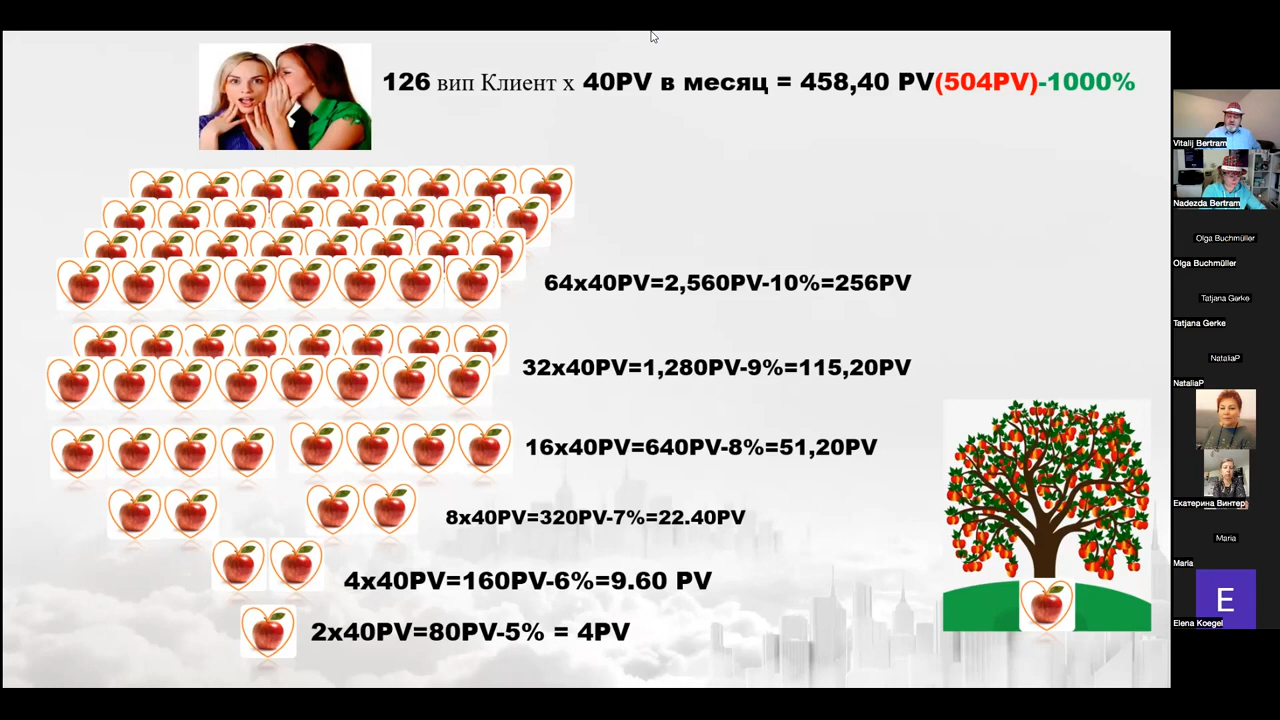 126 вип Клиент х 40PV в месяц = 458,40 PV(504PV)-1000%
64x40PV=2,560PV-10%=256PV
32x40PV=1,280PV-9%=115,20PV
16x40PV=640PV-8%=51,20PV
8x40PV=320PV-7%=22.40PV
4x40PV=160PV-6%=9.60 PV
2x40PV=80PV-5% = 4PV
Vitalij Bertram
Nadezda Bertram
Olga Buchmüller
Olga Buchmüller
Tatjana Gerke
Tatjana Gerke
NataliaP
NataliaP
Екатерина Винтер
Maria
Maria
E
Elena Koegel